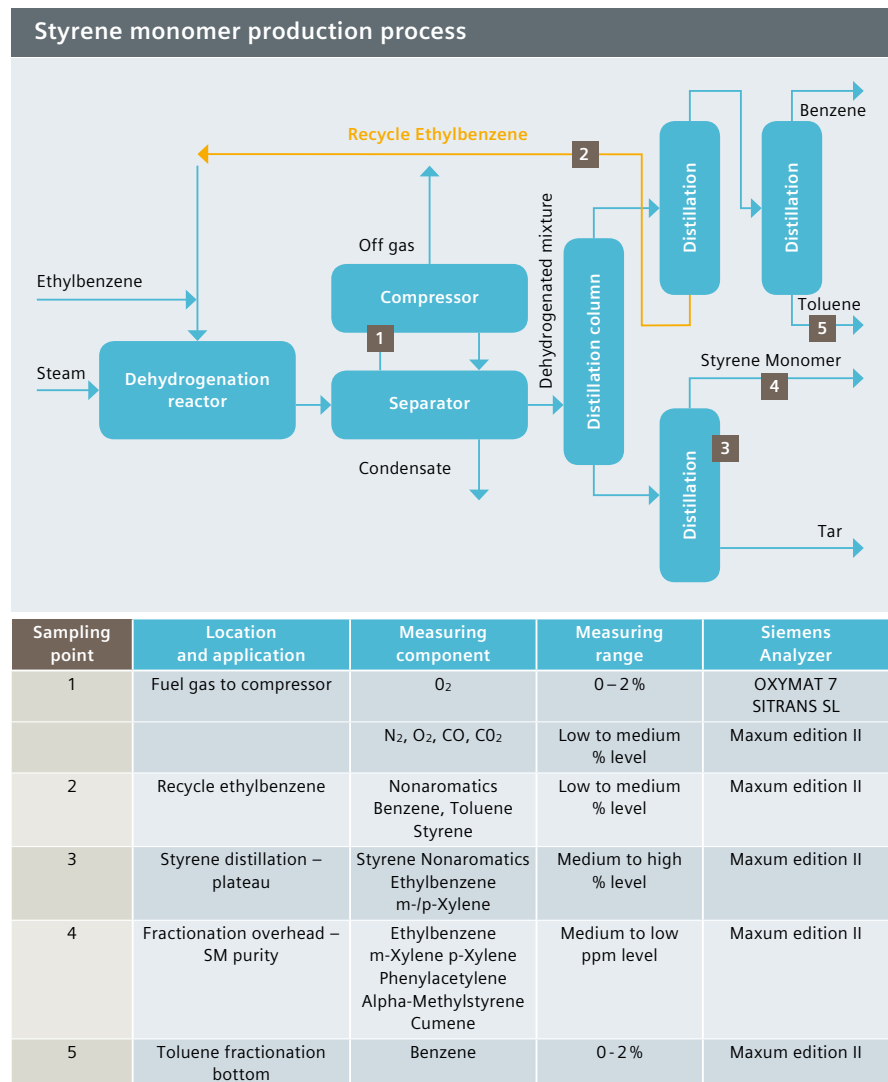 Styrene monomer production process
Benzene
Recycle Ethylbenzene
2
Distillation
Distillation
Dehydrogenated mixture
Off gas
Distillation column
Ethylbenzene
Compressor
Toluene
5
1
Styrene Monomer
4
Steam
Dehydrogenation
reactor
Separator
3
Distillation
Condensate
Tar
Sampling point | Location and application | Measuring component | Measuring range | Siemens Analyzer
1 | Fuel gas to compressor | 0₂ | 0–2% | OXYMAT 7
SITRANS SL
N₂, O₂, CO, C0₂ | Low to medium | Maxum edition II
% level
2 | Recycle ethylbenzene | Nonaromatics | Low to medium | Maxum edition II
Benzene, Toluene | % level
Styrene
3 | Styrene distillation – | Styrene Nonaromatics | Medium to high | Maxum edition II
plateau | Ethylbenzene | % level
m-/p-Xylene
4 | Fractionation overhead – | Ethylbenzene | Medium to low | Maxum edition II
SM purity | m-Xylene p-Xylene | ppm level
Phenylacetylene
Alpha-Methylstyrene
Cumene
5 | Toluene fractionation | Benzene | 0-2% | Maxum edition II
bottom